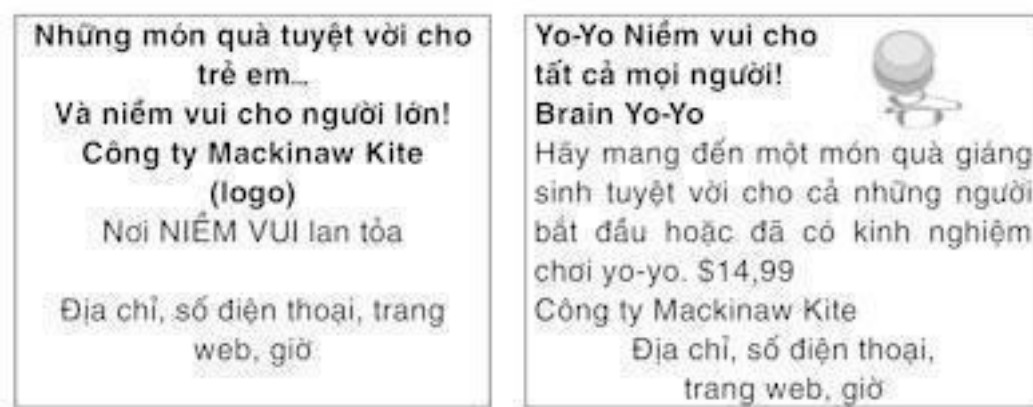 Những món quà tuyệt vời cho
trẻ em...
Và niềm vui cho người lớn!
Công ty Mackinaw Kite
(logo)
Nơi NIỀM VUI lan tỏa
Địa chỉ, số điện thoại, trang
web, giờ
Yo-Yo Niềm vui cho
tất cả mọi người!
Brain Yo-Yo
Hãy mang đến một món quà giáng
sinh tuyệt vời cho cả những người
bắt đầu hoặc đã có kinh nghiệm
chơi yo-yo. $14,99
Công ty Mackinaw Kite
Địa chỉ, số điện thoại,
trang web, giờ